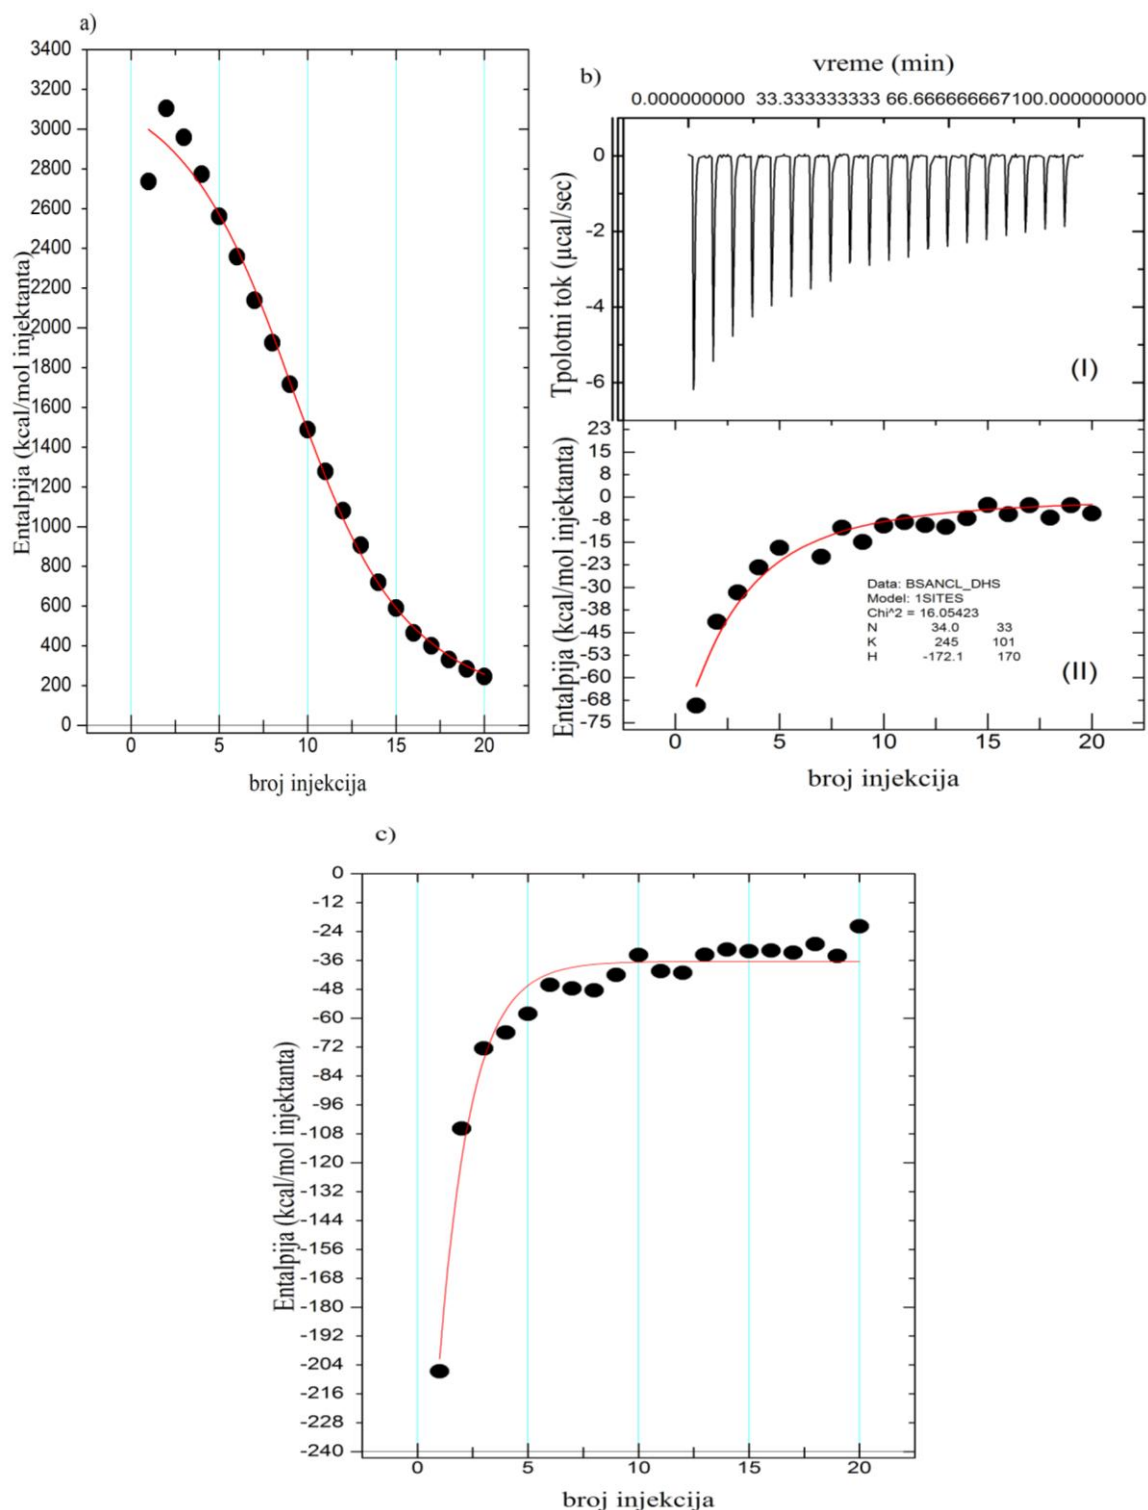 a)
3400
3200
3000
2800
2600
2400
2200
2000
1800
1600
1400
1200
1000
800
600
400
200
0
Entalpija (kcal/mol injektanta)
0 5 10 15 20
broj injekcija
b)
vreme (min)
0.000000000 33.333333333 66.666666667100.000000000
0
-2
-4
-6
Tpolotni tok (µcal/sec)
(I)
23
15
8
0
-8
-15
-23
-30
-38
-45
-53
-60
-68
-75
Entalpija (kcal/mol injektanta)
Data: BSANCL_DHS
Model: 1SITES
Chi^2 = 16.05423
N 34.0 33
K 245 101
H -172.1 170
(II)
0 5 10 15 20
broj injekcija
c)
0
-12
-24
-36
-48
-60
-72
-84
-96
-108
-120
-132
-144
-156
-168
-180
-192
-204
-216
-228
-240
Entalpija (kcal/mol injektanta)
0 5 10 15 20
broj injekcija